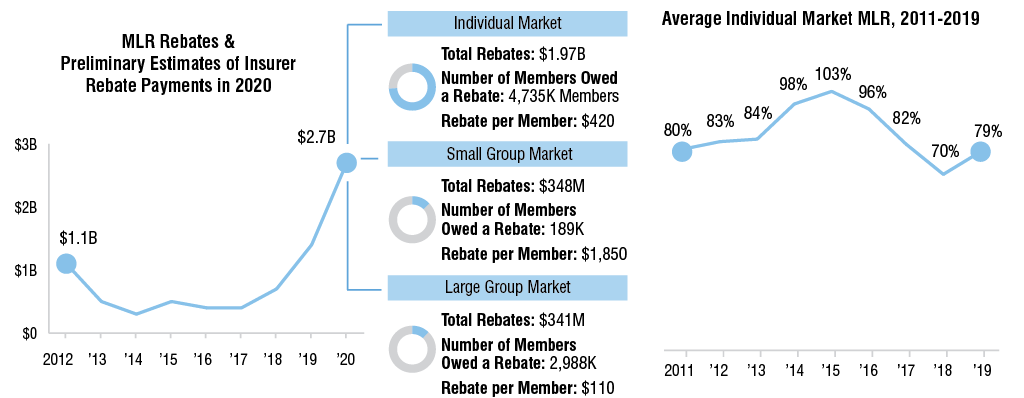 MLR Rebates &
Preliminary Estimates of Insurer
Rebate Payments in 2020
$3B
$2B
$1B
$0
$1.1B
$2.7B
2012 '13 '14 '15 '16 '17 '18 '19 '20
Individual Market
Total Rebates: $1.97B
Number of Members Owed
a Rebate: 4,735K Members
Rebate per Member: $420
Small Group Market
Total Rebates: $348M
Number of Members
Owed a Rebate: 189K
Rebate per Member: $1,850
Large Group Market
Total Rebates: $341M
Number of Members
Owed a Rebate: 2,988K
Rebate per Member: $110
Average Individual Market MLR, 2011-2019
80% 83% 84% 98% 103% 96% 82% 70% 79%
2011 '12 '13 '14 '15 '16 '17 '18 '19